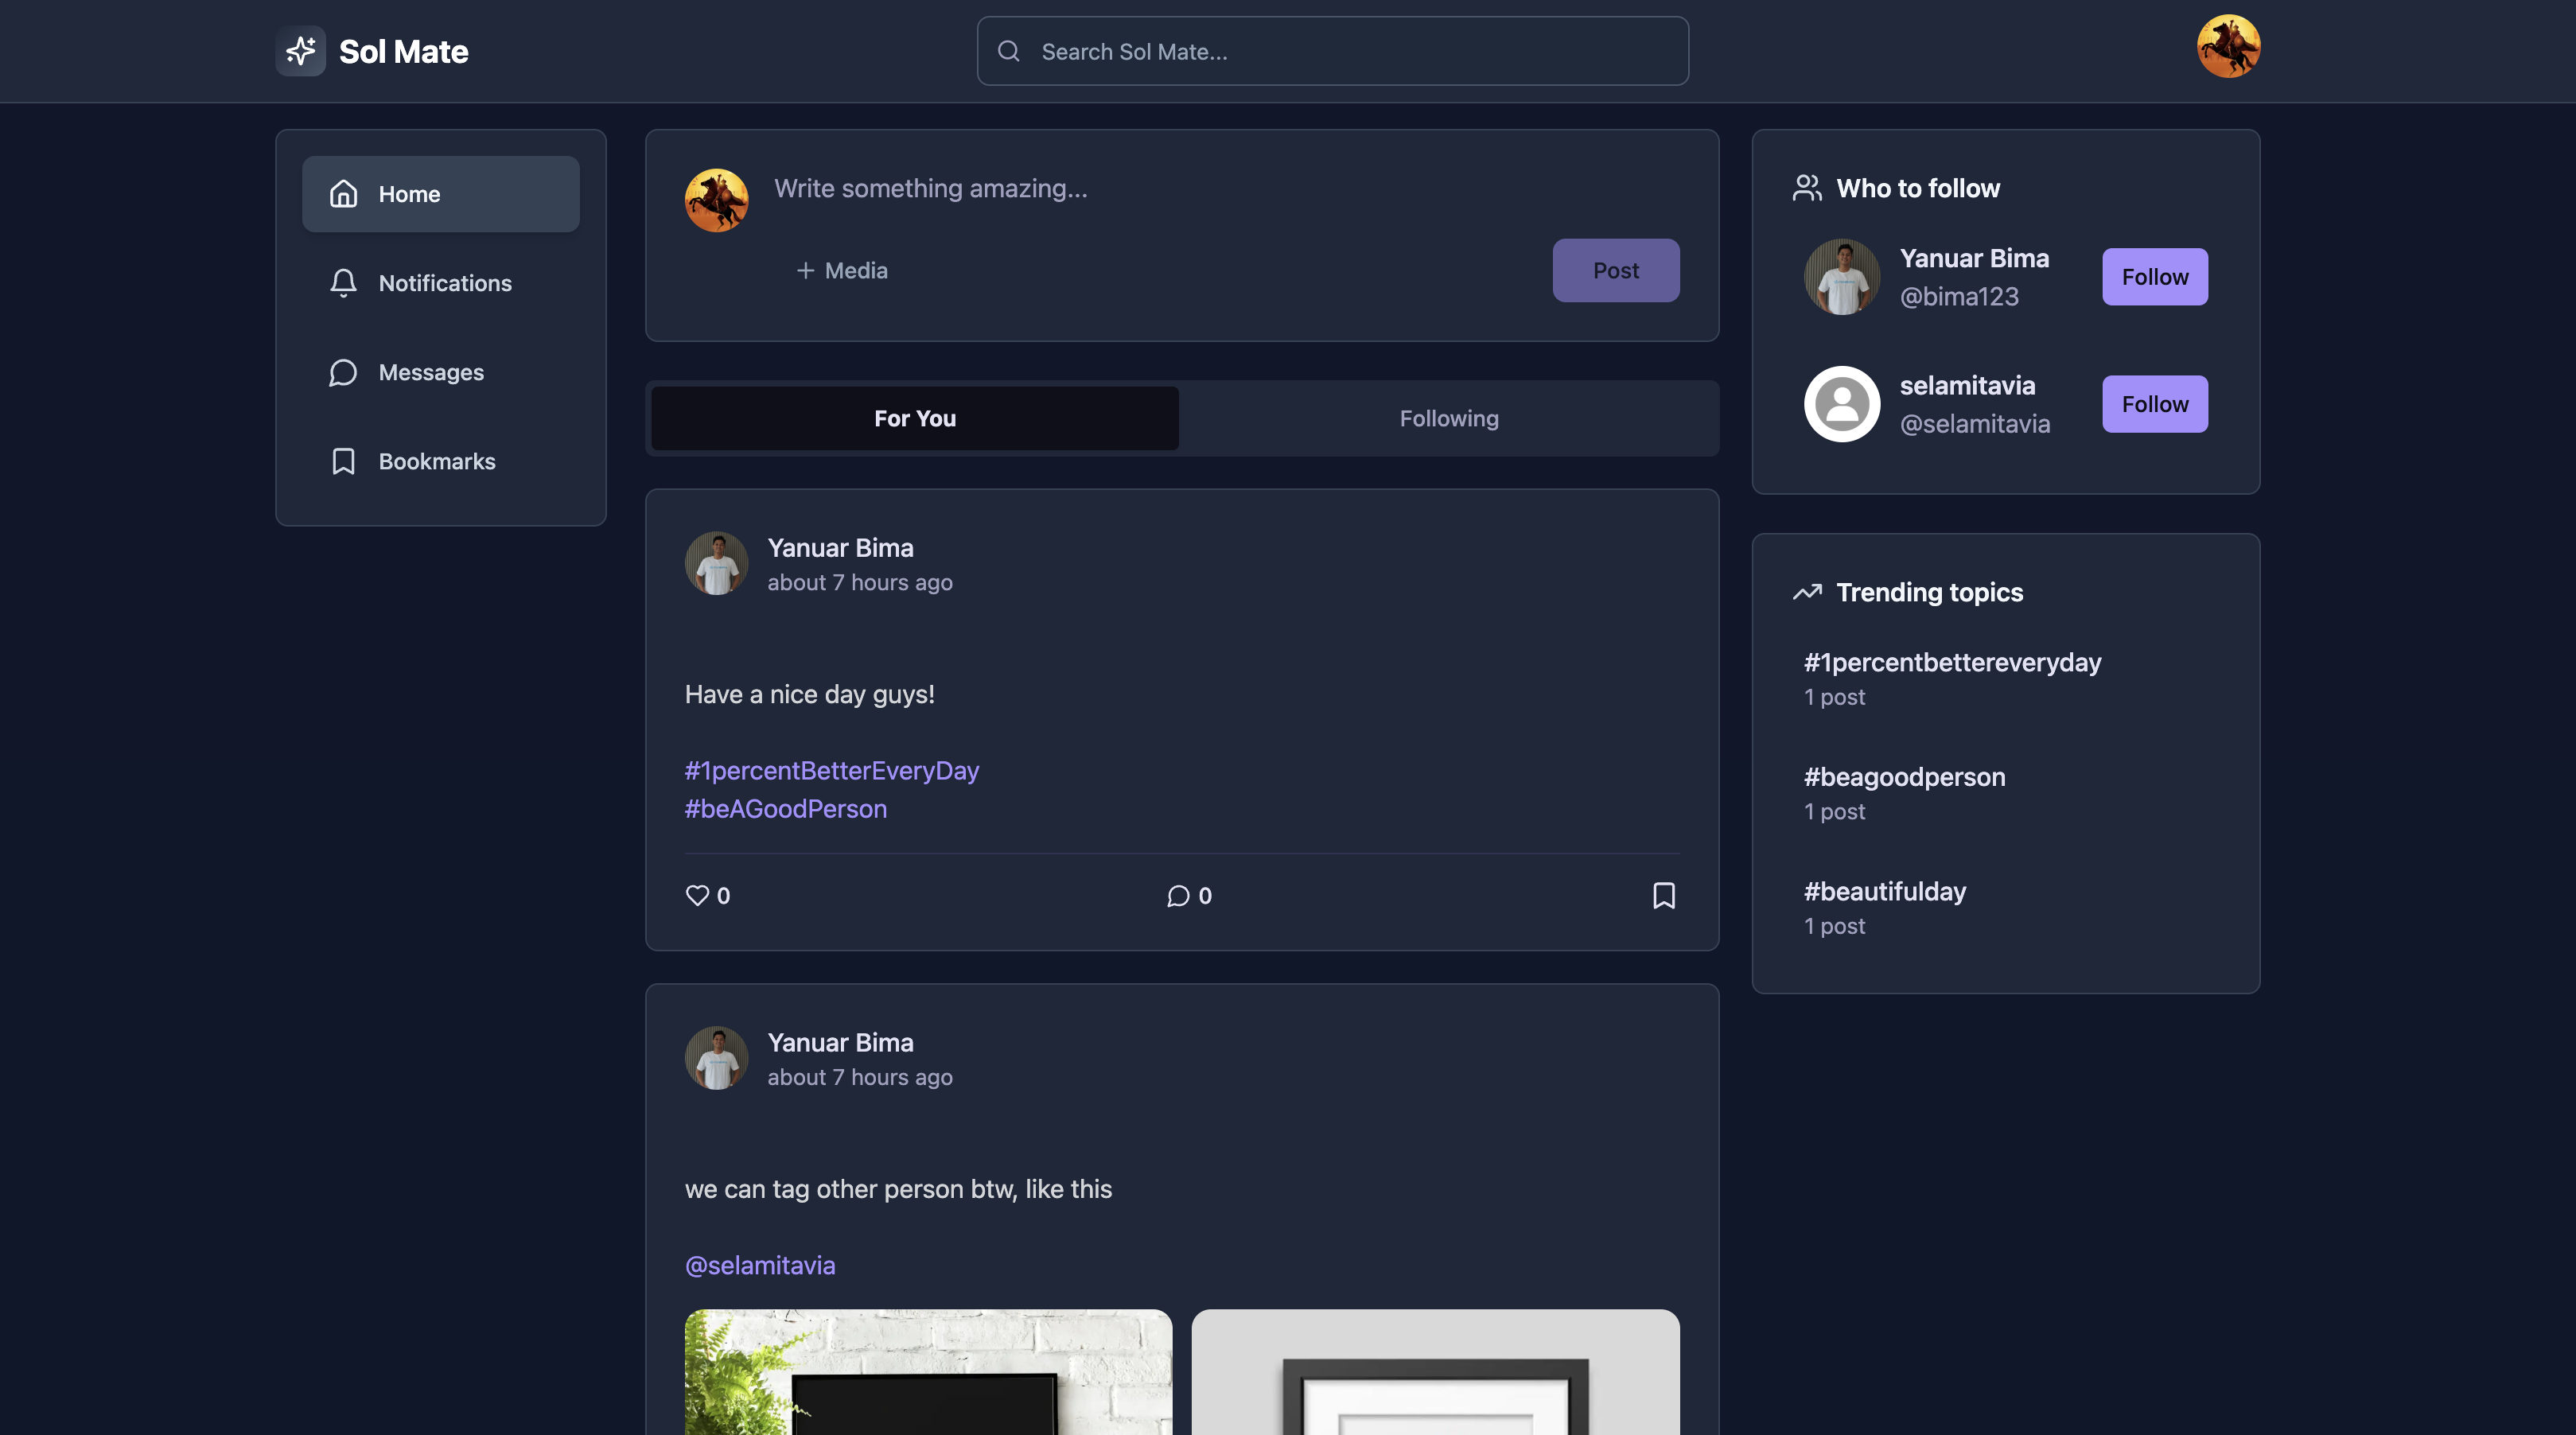 Sol Mate
Search Sol Mate...
Home
Notifications
Messages
Bookmarks
Write something amazing...
+ Media
Post
For You
Following
Yanuar Bima
about 7 hours ago
Have a nice day guys!
#1percentBetterEveryDay
#beAGoodPerson
0
0
Yanuar Bima
about 7 hours ago
we can tag other person btw, like this
@selamitavia
Who to follow
Yanuar Bima
@bima123
Follow
selamitavia
@selamitavia
Follow
Trending topics
#1percentbettereveryday
1 post
#beagoodperson
1 post
#beautifulday
1 post